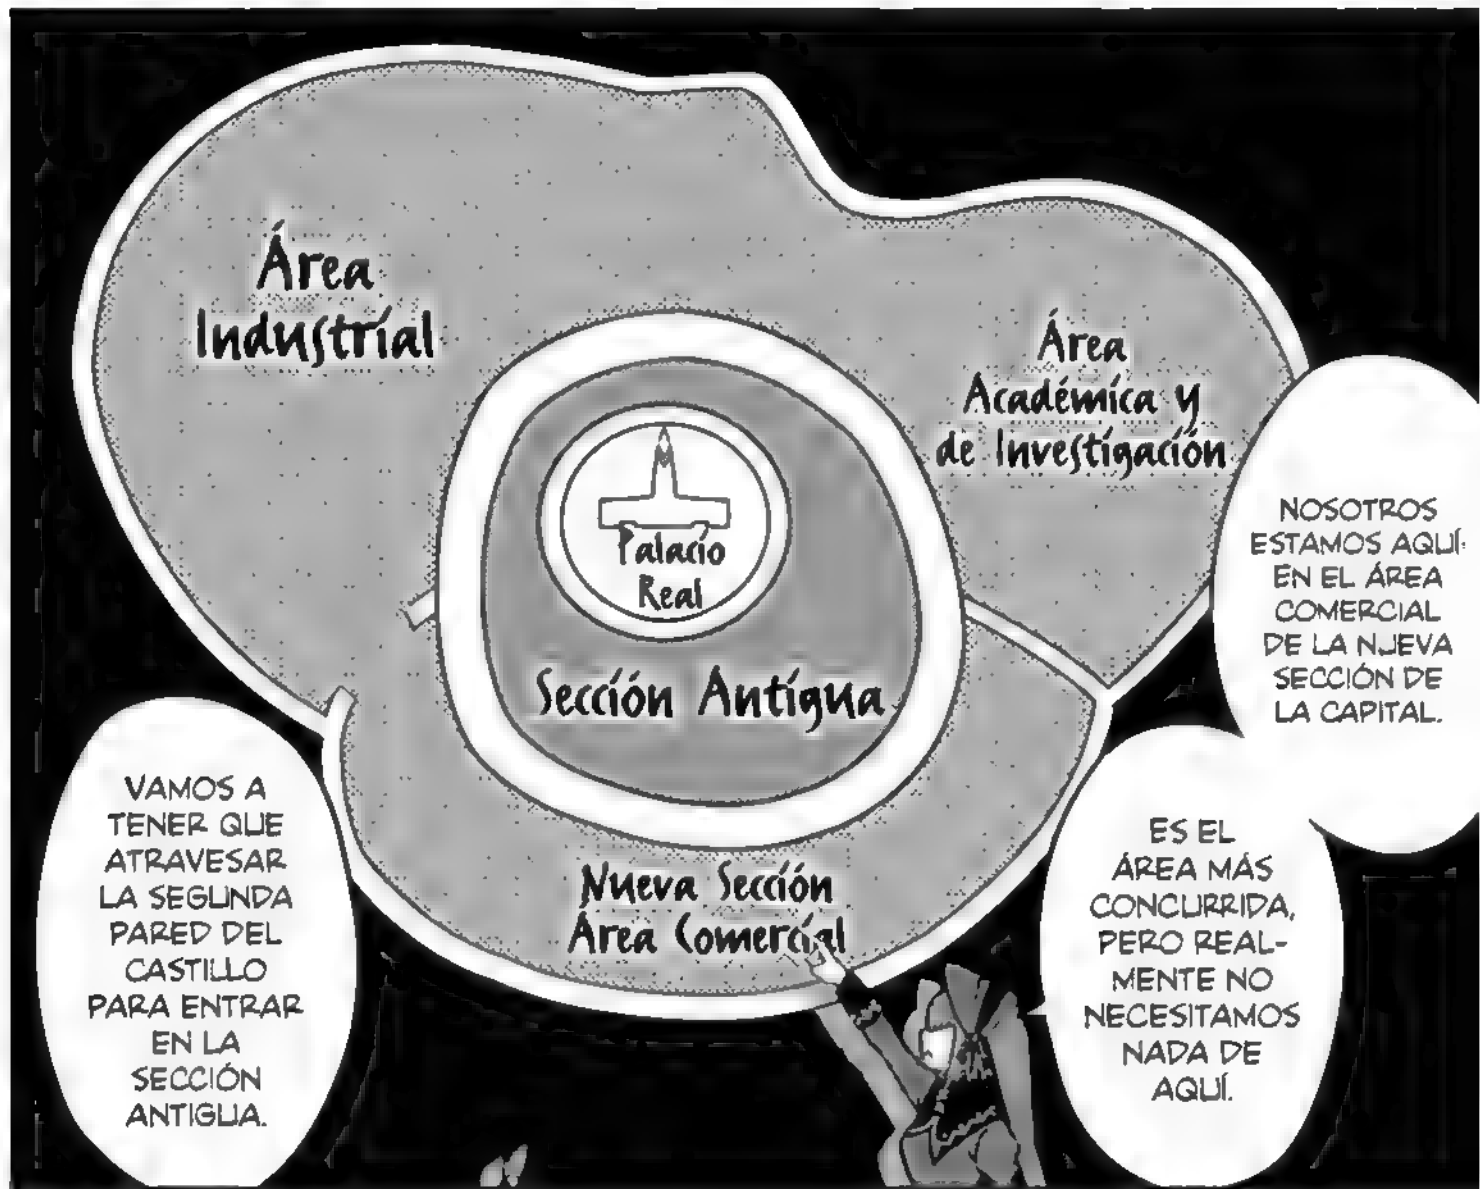 Área
Industrial
Área
Académica y
de Investigación
Palacio
Real
Sección Antigua
Nueva Sección
Área Comercial
NOSOTROS
ESTAMOS AQUÍ:
EN EL ÁREA
COMERCIAL
DE LA NUEVA
SECCIÓN DE
LA CAPITAL.
ES EL
ÁREA MÁS
CONCURRIDA,
PERO REAL-
MENTE NO
NECESITAMOS
NADA DE
AQUÍ.
VAMOS A
TENER QUE
ATRAVESAR
LA SEGUNDA
PARED DEL
CASTILLO
PARA ENTRAR
EN LA
SECCIÓN
ANTIGUA.